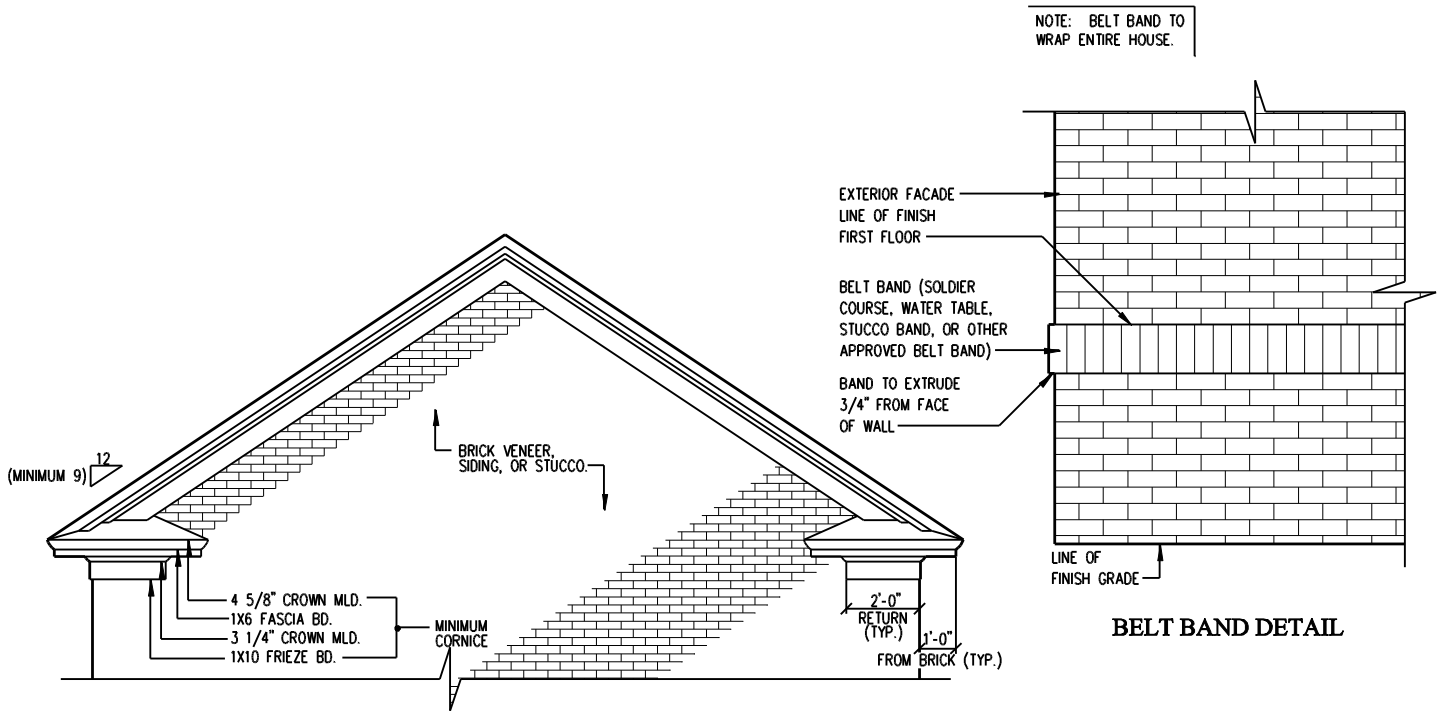 NOTE: BELT BAND TO
WRAP ENTIRE HOUSE.
EXTERIOR FACADE
LINE OF FINISH
FIRST FLOOR
BELT BAND (SOLDIER
COURSE, WATER TABLE,
STUCCO BAND, OR OTHER
APPROVED BELT BAND)
BAND TO EXTRUDE
3/4" FROM FACE
OF WALL
LINE OF
FINISH GRADE
BELT BAND DETAIL
12
(MINIMUM 9)
BRICK VENEER,
SIDING, OR STUCCO.
4 5/8" CROWN MLD.
1X6 FASCIA BD.
3 1/4" CROWN MLD.
1X10 FRIEZE BD.
MINIMUM
CORNICE
2'-0"
RETURN
(TYP.)
1'-0"
FROM BRICK (TYP.)